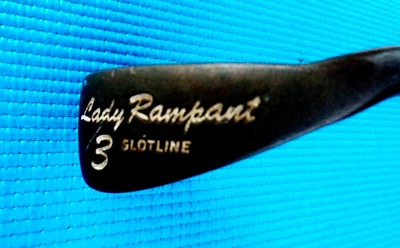 Lady Rampant
3 SLOTLINE